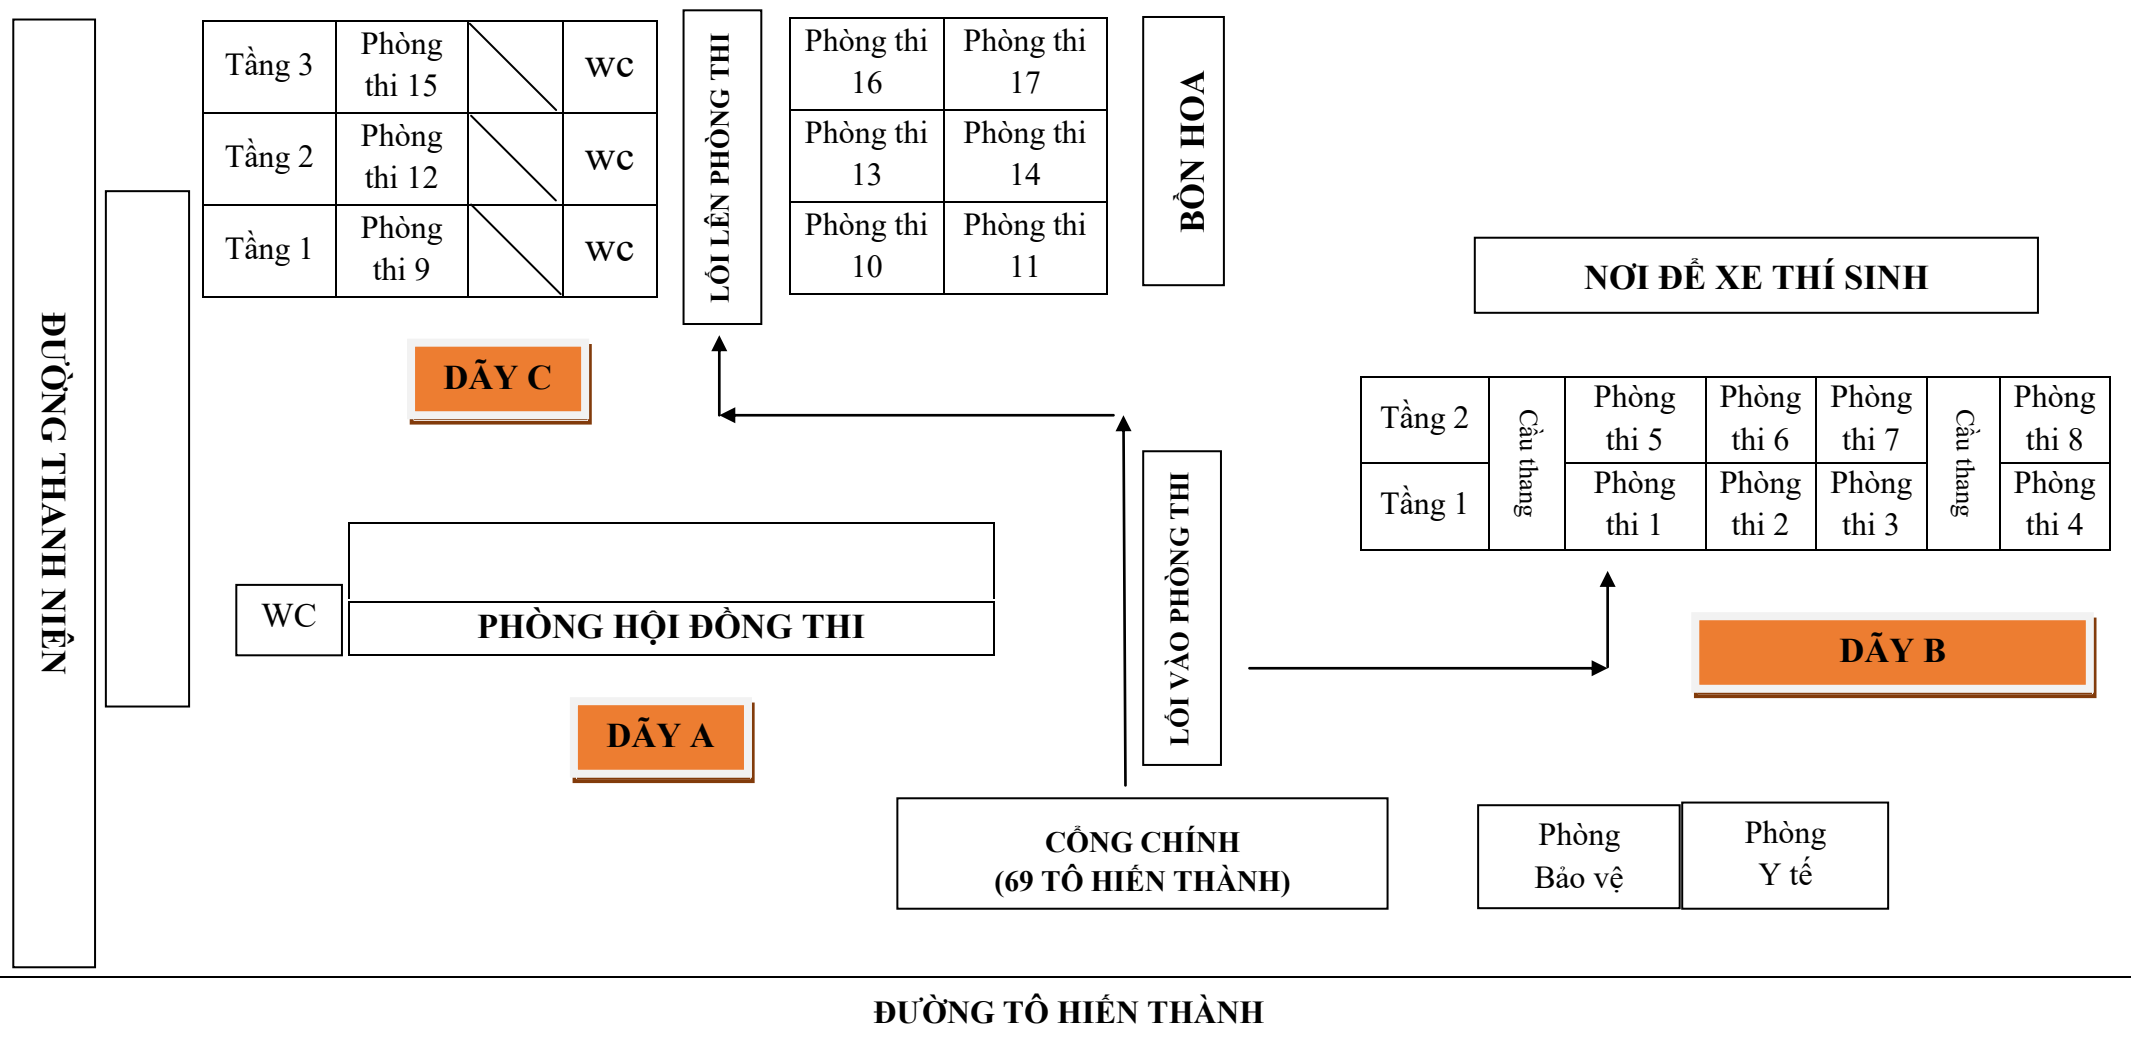 ĐƯỜNG THANH NIÊN
Tầng 3
Phòng
thi 15
WC
Tầng 2
Phòng
thi 12
WC
Tầng 1
Phòng
thi 9
WC
LỐI LÊN PHÒNG THI
Phòng thi
16
Phòng thi
17
Phòng thi
13
Phòng thi
14
Phòng thi
10
Phòng thi
11
BỒN HOA
NƠI ĐỂ XE THÍ SINH
DÃY C
Tầng 2
Cầu thang
Phòng
thi 5
Phòng
thi 6
Phòng
thi 7
Cầu thang
Phòng
thi 8
Tầng 1
Phòng
thi 1
Phòng
thi 2
Phòng
thi 3
Phòng
thi 4
LỐI VÀO PHÒNG THI
WC
PHÒNG HỘI ĐỒNG THI
DÃY B
DÃY A
CỔNG CHÍNH
(69 TÔ HIẾN THÀNH)
Phòng
Bảo vệ
Phòng
Y tế
ĐƯỜNG TÔ HIẾN THÀNH